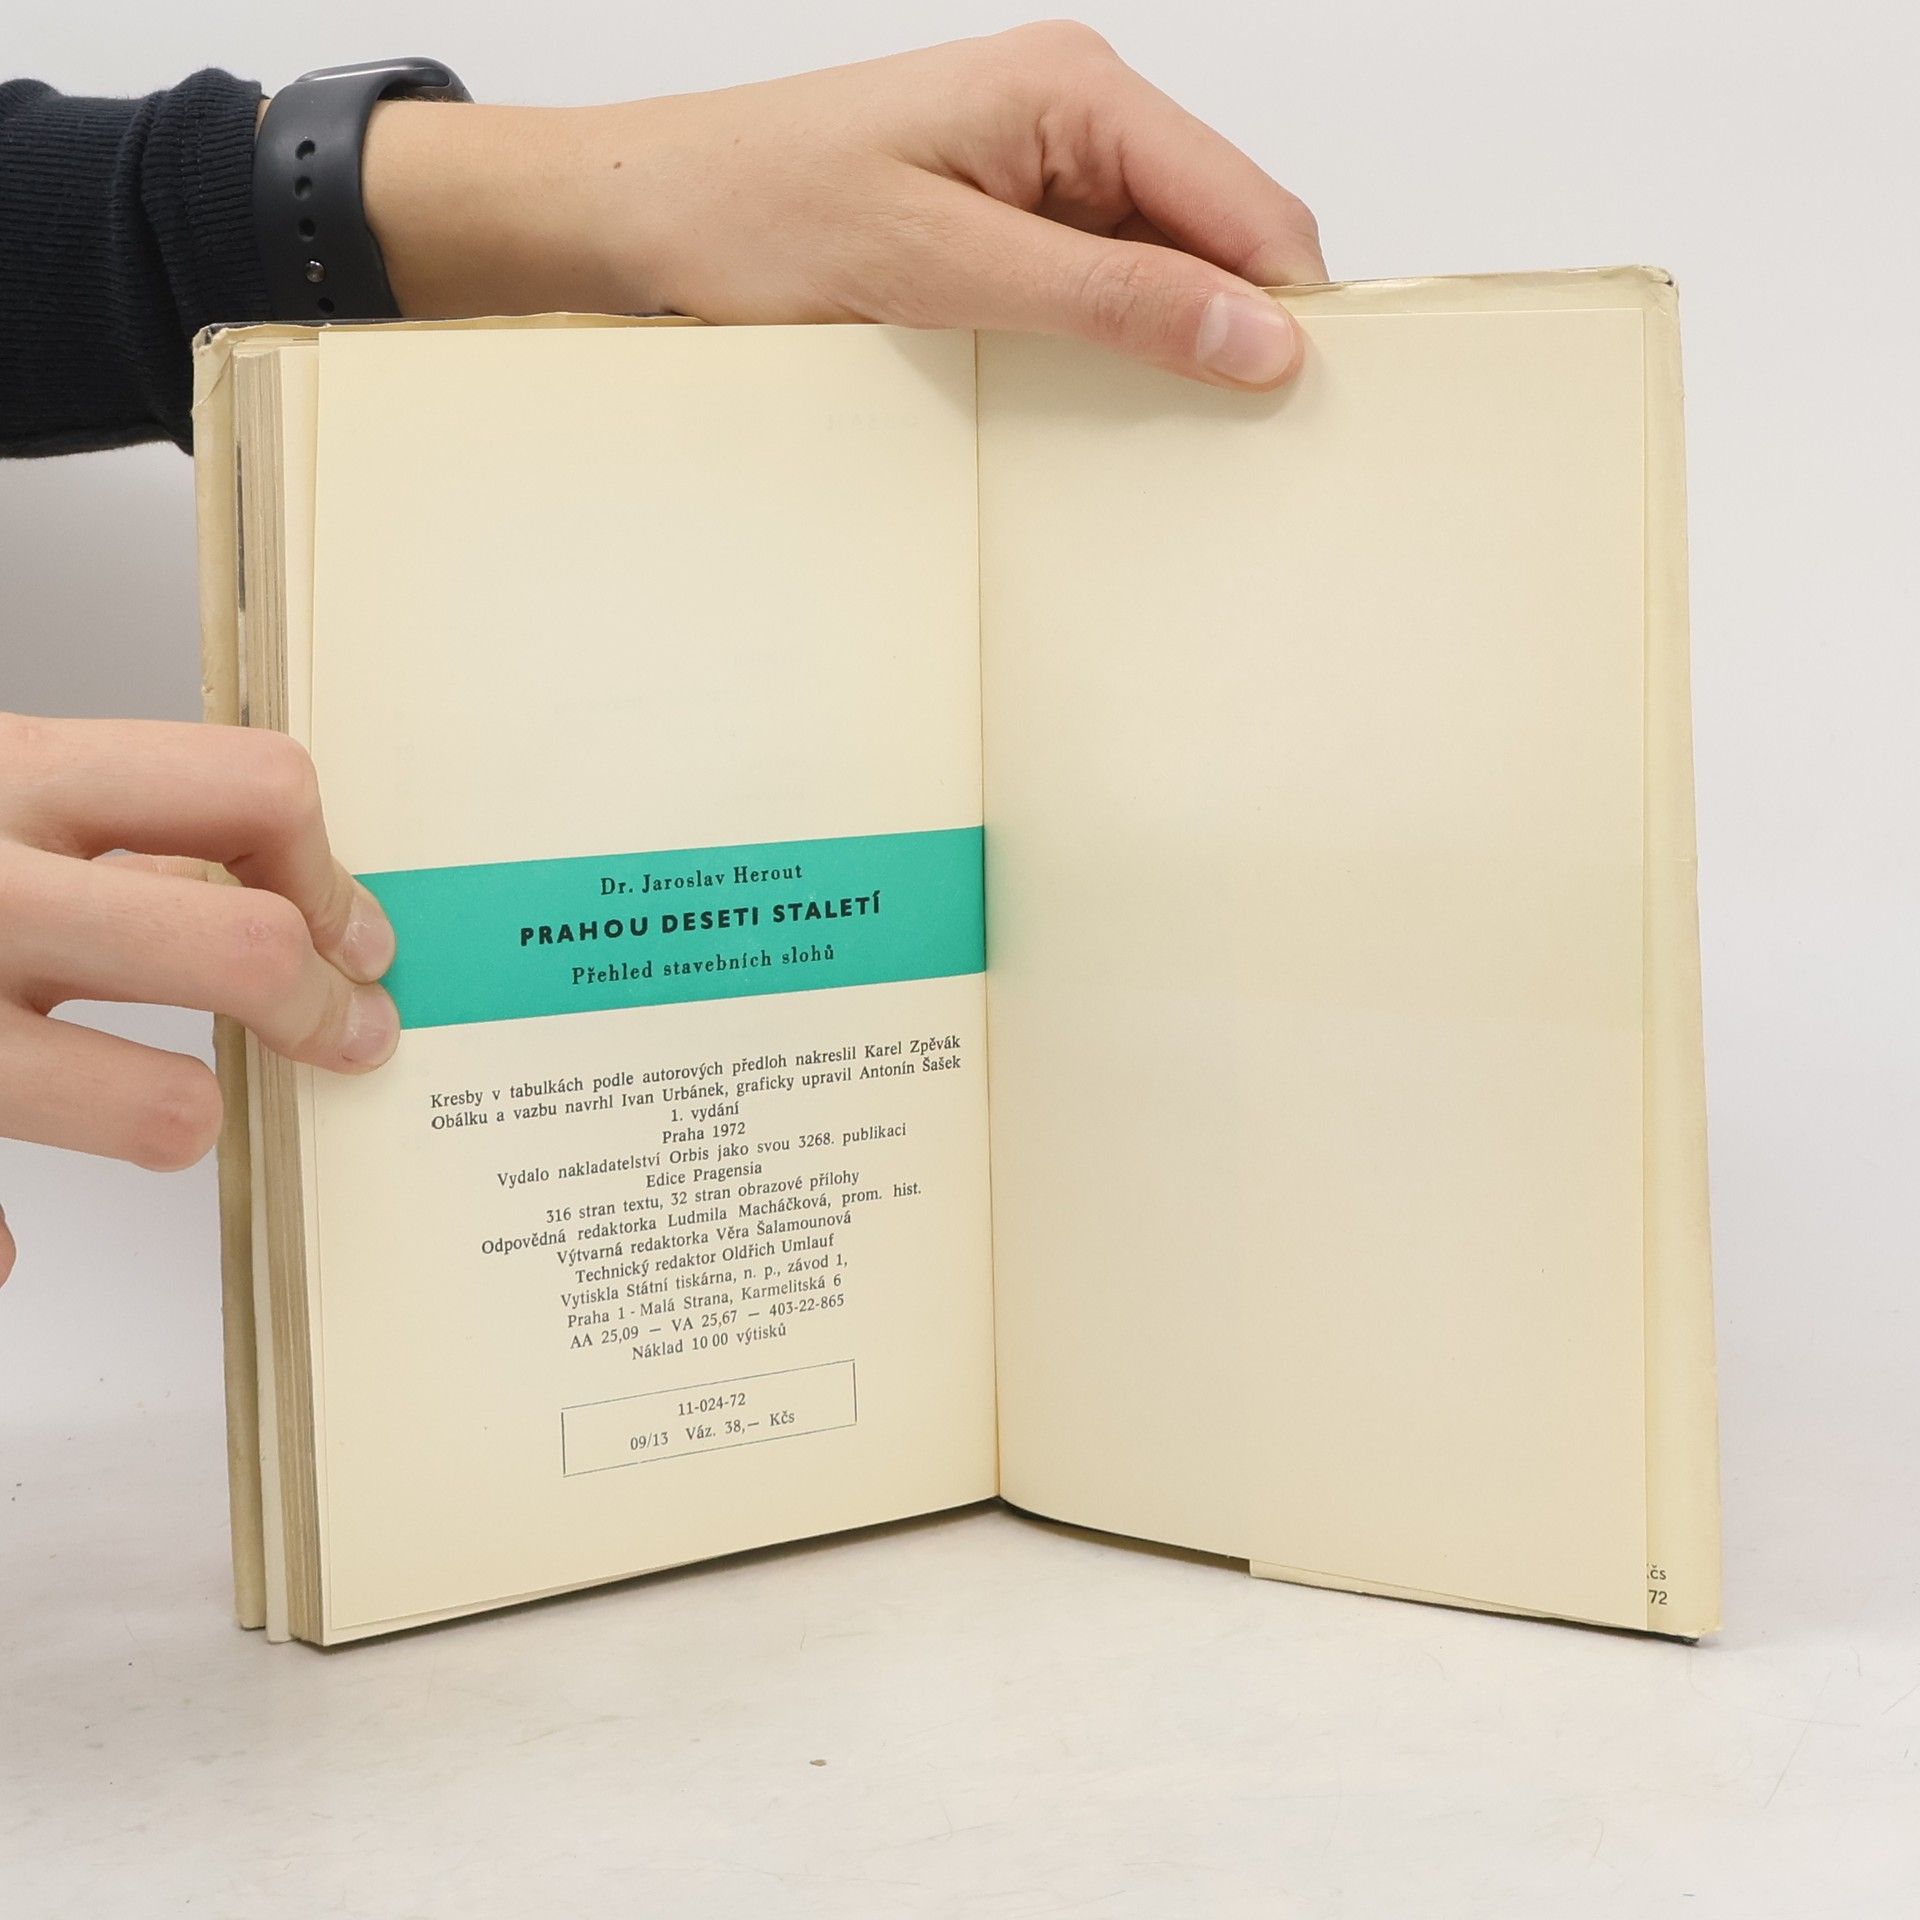 Dr. Jaroslav Herout
PRAHOU DESETI STALETÍ
Přehled stavebních slohů
Kresby v tabulkách podle autorových předloh nakreslil Karel Zpěvák
Obálku a vazbu navrhl Ivan Urbánek, graficky upravil Antonín Šašek
1. vydání
Praha 1972
Vydalo nakladatelství Orbis jako svou 3268. publikaci
Edice Pragensia
316 stran textu, 32 stran obrazové přílohy
Odpovědná redaktorka Ludmila Macháčková, prom. hist.
Výtvarná redaktorka Věra Šalamounová
Technický redaktor Oldřich Umlauf
Vytiskla Státní tiskárna, n. p., závod 1,
Praha 1 - Malá Strana, Karmelitská 6
AA 25,09 — VA 25,67 — 403-22-865
Náklad 10 00 výtisků
11-024-72
09/13 Váz. 38,— Kčs
Kčs
72